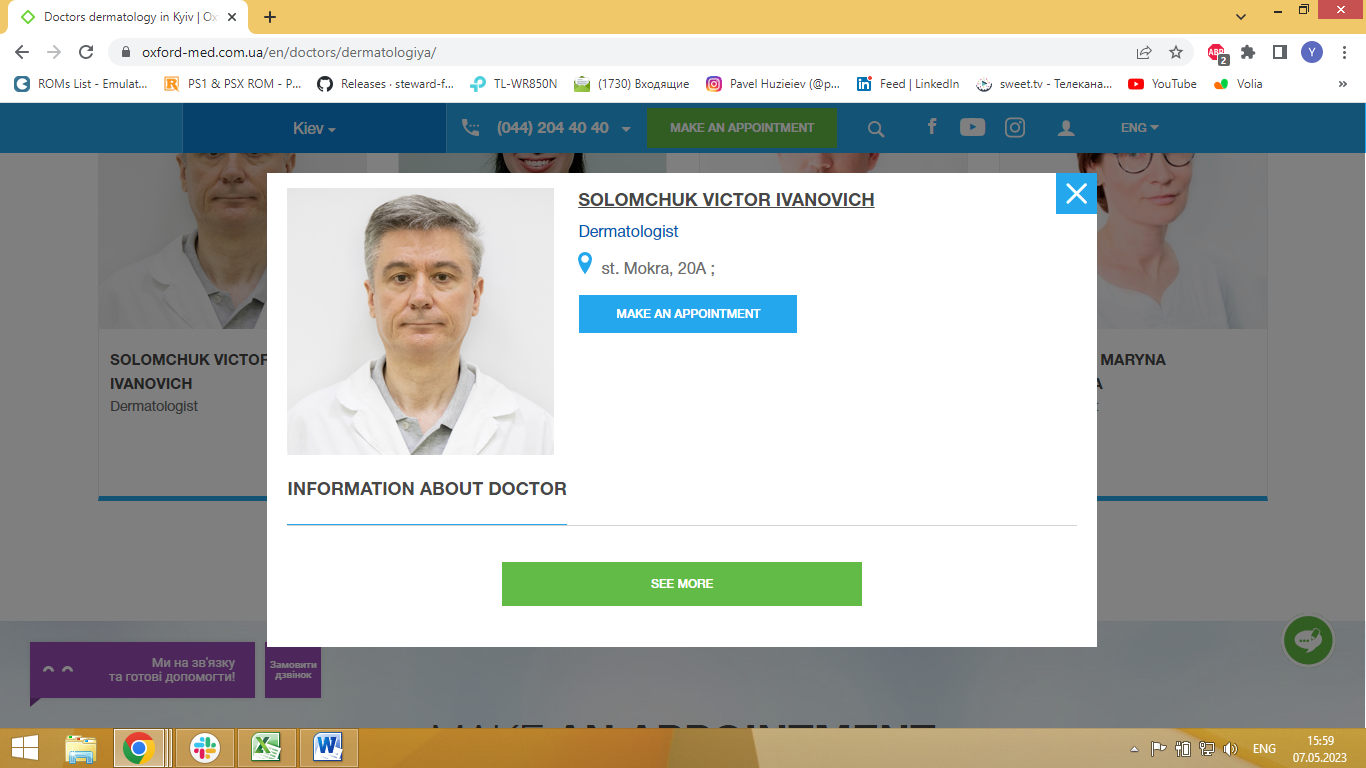 Doctors dermatology in Kyiv | Ox
oxford-med.com.ua/en/doctors/dermatologiya/
ABP
2
Y
ROMs List - Emulat...
PS1 & PSX ROM - P...
Releases · steward-f...
TL-WR850N
(1730) Входящие
Pavel Huzieiev (@p...
Feed | LinkedIn
sweet.tv - Телекана...
YouTube
Volia
»
Kiev
(044) 204 40 40
MAKE AN APPOINTMENT
ENG
SOLOMCHUK VICTOR IVANOVICH
Dermatologist
st. Mokra, 20A ;
MAKE AN APPOINTMENT
SOLOMCHUK VICTOR
IVANOVICH
Dermatologist
MARYNA
INFORMATION ABOUT DOCTOR
SEE MORE
Ми на зв'язку
та готові допомогти!
Замовити
дзвінок
MAKE AN APPOINTMENT
ENG
15:59
07.05.2023